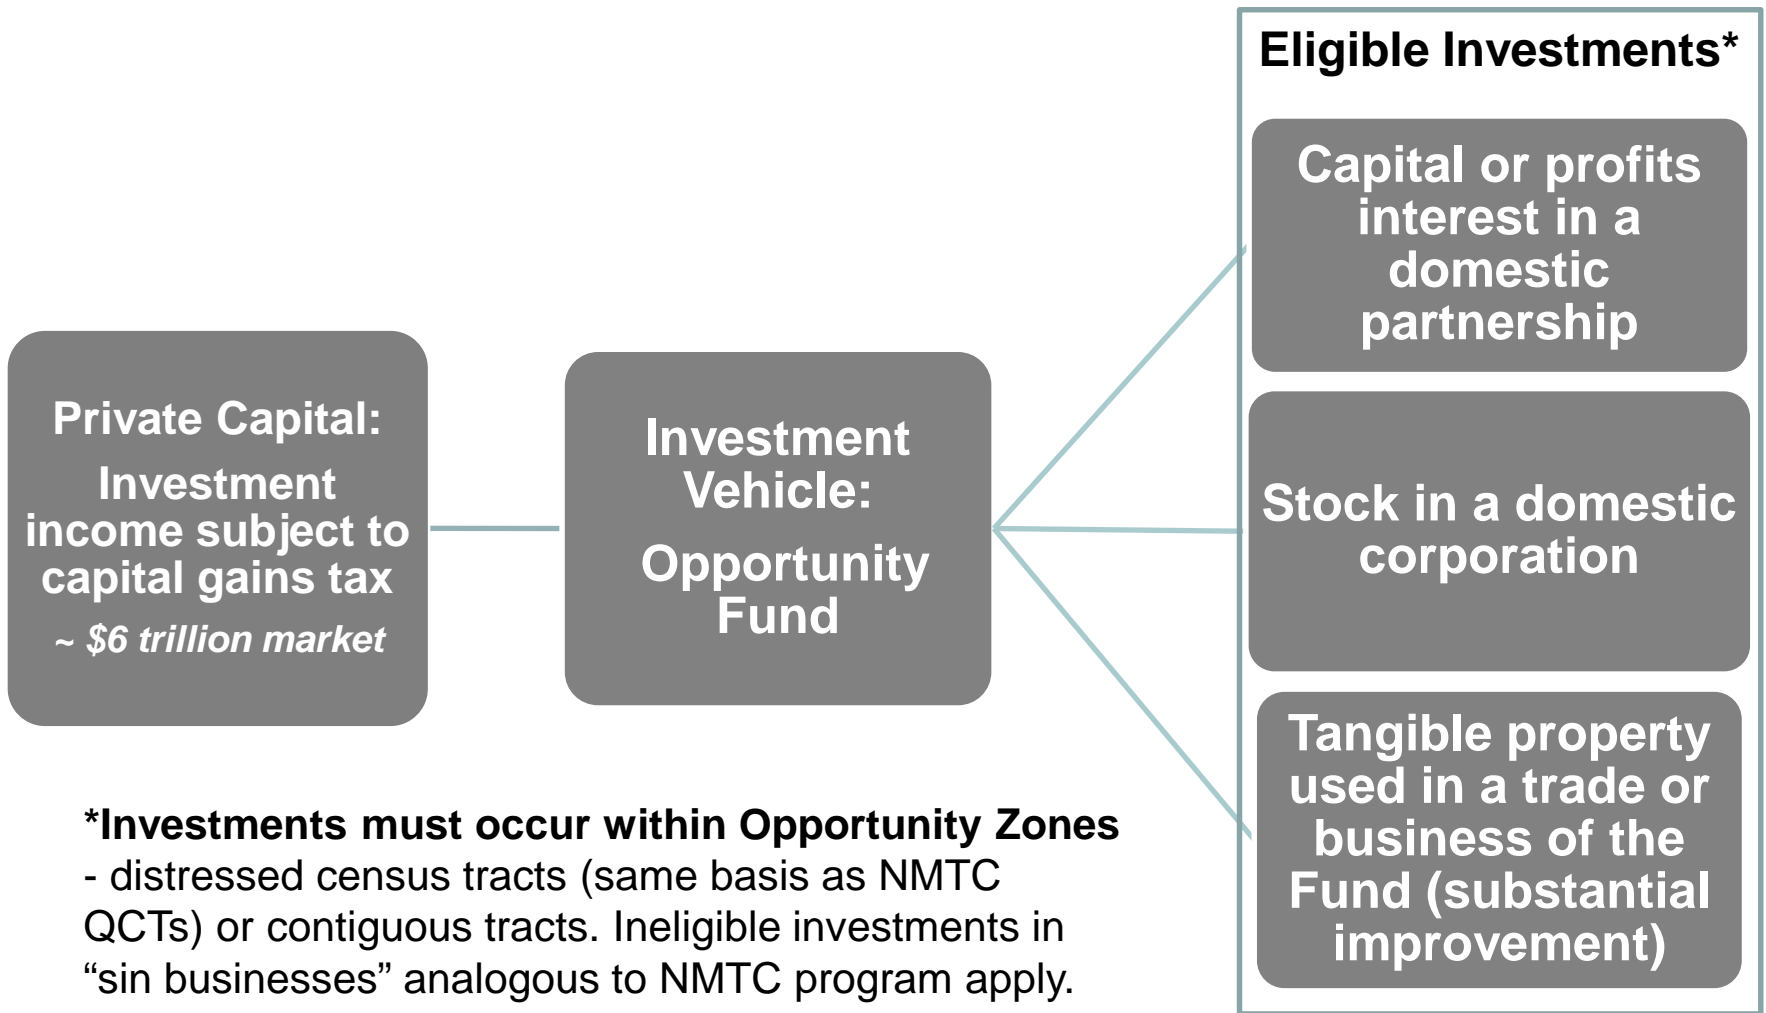 Private Capital:
Investment
income subject to
capital gains tax
~ $6 trillion market
Investment
Vehicle:
Opportunity
Fund
Eligible Investments*
Capital or profits
interest in a
domestic
partnership
Stock in a domestic
corporation
Tangible property
used in a trade or
business of the
Fund (substantial
improvement)
*Investments must occur within Opportunity Zones
- distressed census tracts (same basis as NMTC
QCTs) or contiguous tracts. Ineligible investments in
“sin businesses” analogous to NMTC program apply.